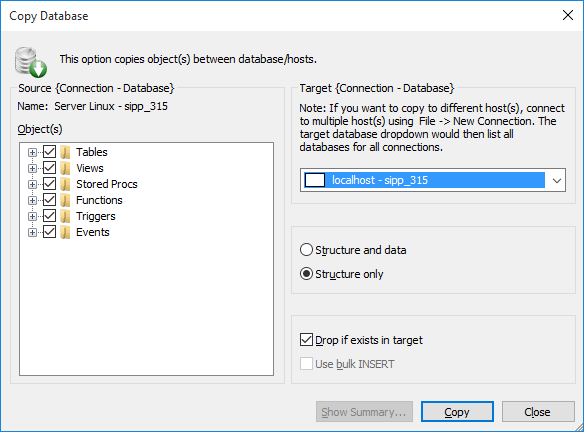 Copy Database
This option copies object(s) between database/hosts.
Source {Connection - Database}
Name: Server Linux - sipp_315
Object(s)
Tables
Views
Stored Procs
Functions
Triggers
Events
Target {Connection - Database}
Note: If you want to copy to different host(s), connect
to multiple host(s) using File -> New Connection. The
target database dropdown would then list all
databases for all connections.
localhost - sipp_315
Structure and data
Structure only
Drop if exists in target
Use bulk INSERT
Show Summary...
Copy
Close